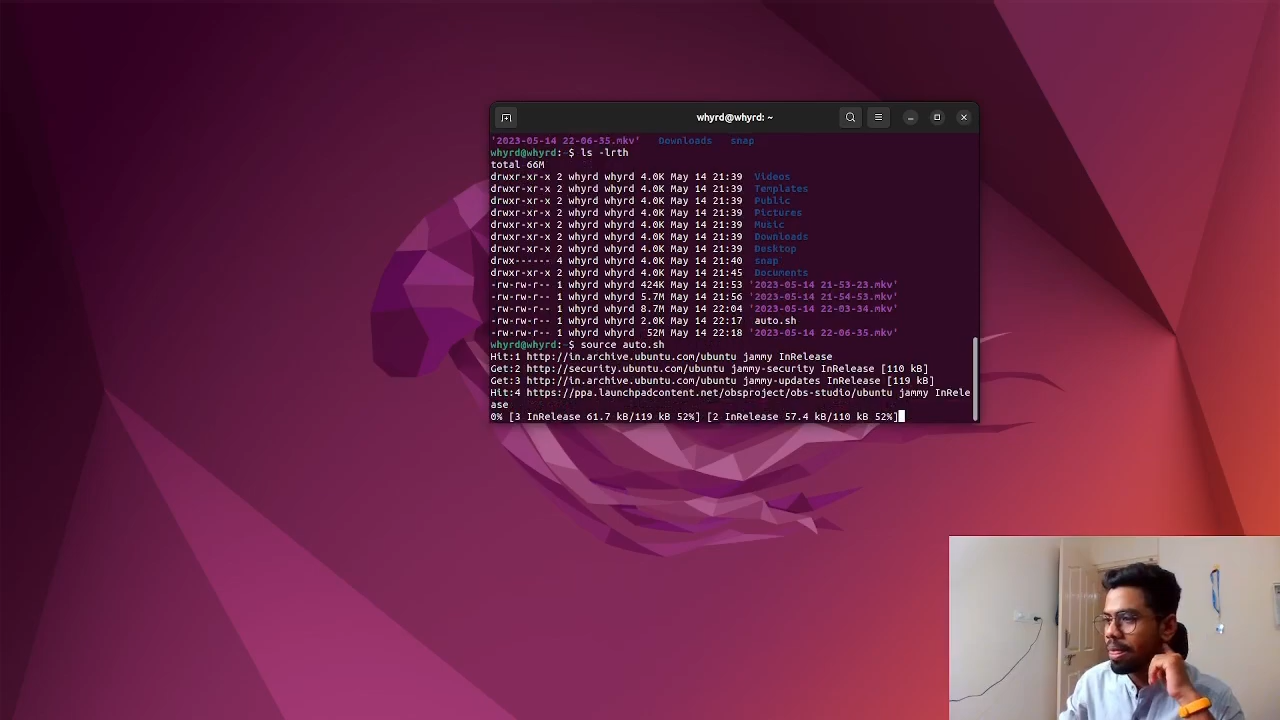 whyrd@whyrd: ~
'2023-05-14 22-06-35.mkv' Downloads snap
whyrd@whyrd:~$ ls -lrth
total 66M
drwxr-xr-x 2 whyrd whyrd 4.0K May 14 21:39 Videos
drwxr-xr-x 2 whyrd whyrd 4.0K May 14 21:39 Templates
drwxr-xr-x 2 whyrd whyrd 4.0K May 14 21:39 Public
drwxr-xr-x 2 whyrd whyrd 4.0K May 14 21:39 Pictures
drwxr-xr-x 2 whyrd whyrd 4.0K May 14 21:39 Music
drwxr-xr-x 2 whyrd whyrd 4.0K May 14 21:39 Downloads
drwxr-xr-x 2 whyrd whyrd 4.0K May 14 21:39 Desktop
drwx------ 4 whyrd whyrd 4.0K May 14 21:40 snap
drwxr-xr-x 2 whyrd whyrd 4.0K May 14 21:45 Documents
-rw-rw-r-- 1 whyrd whyrd 424K May 14 21:53 '2023-05-14 21-53-23.mkv'
-rw-rw-r-- 1 whyrd whyrd 5.7M May 14 21:56 '2023-05-14 21-54-53.mkv'
-rw-rw-r-- 1 whyrd whyrd 8.7M May 14 22:04 '2023-05-14 22-03-34.mkv'
-rw-rw-r-- 1 whyrd whyrd 2.0K May 14 22:17 auto.sh
-rw-rw-r-- 1 whyrd whyrd 52M May 14 22:18 '2023-05-14 22-06-35.mkv'
whyrd@whyrd:~$ source auto.sh
Hit:1 http://in.archive.ubuntu.com/ubuntu jammy InRelease
Get:2 http://security.ubuntu.com/ubuntu jammy-security InRelease [110 kB]
Get:3 http://in.archive.ubuntu.com/ubuntu jammy-updates InRelease [119 kB]
Hit:4 https://ppa.launchpadcontent.net/obsproject/obs-studio/ubuntu jammy InRele
ase
0% [3 InRelease 61.7 kB/119 kB 52%] [2 InRelease 57.4 kB/110 kB 52%]